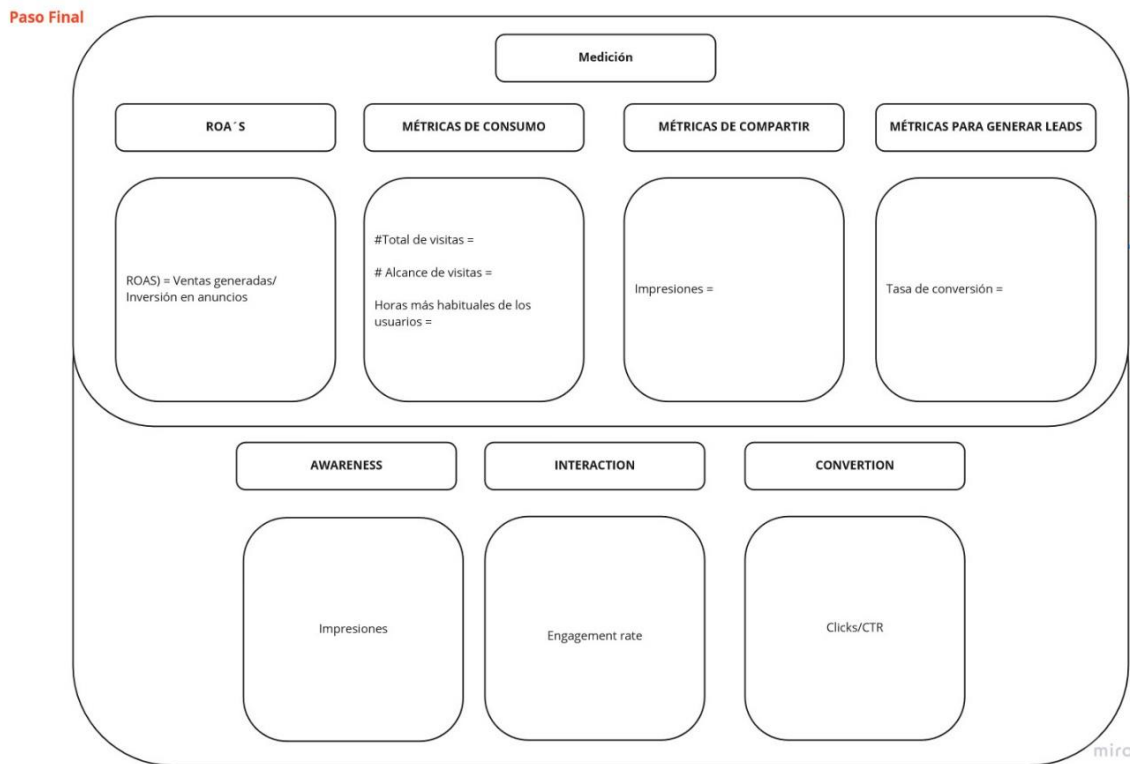 Paso Final
Medición
ROA´S
MÉTRICAS DE CONSUMO
MÉTRICAS DE COMPARTIR
MÉTRICAS PARA GENERAR LEADS
ROAS) = Ventas generadas/
Inversión en anuncios
#Total de visitas =
# Alcance de visitas =
Horas más habituales de los
usuarios =
Impresiones =
Tasa de conversión =
AWARENESS
INTERACTION
CONVERTION
Impresiones
Engagement rate
Clicks/CTR
miro